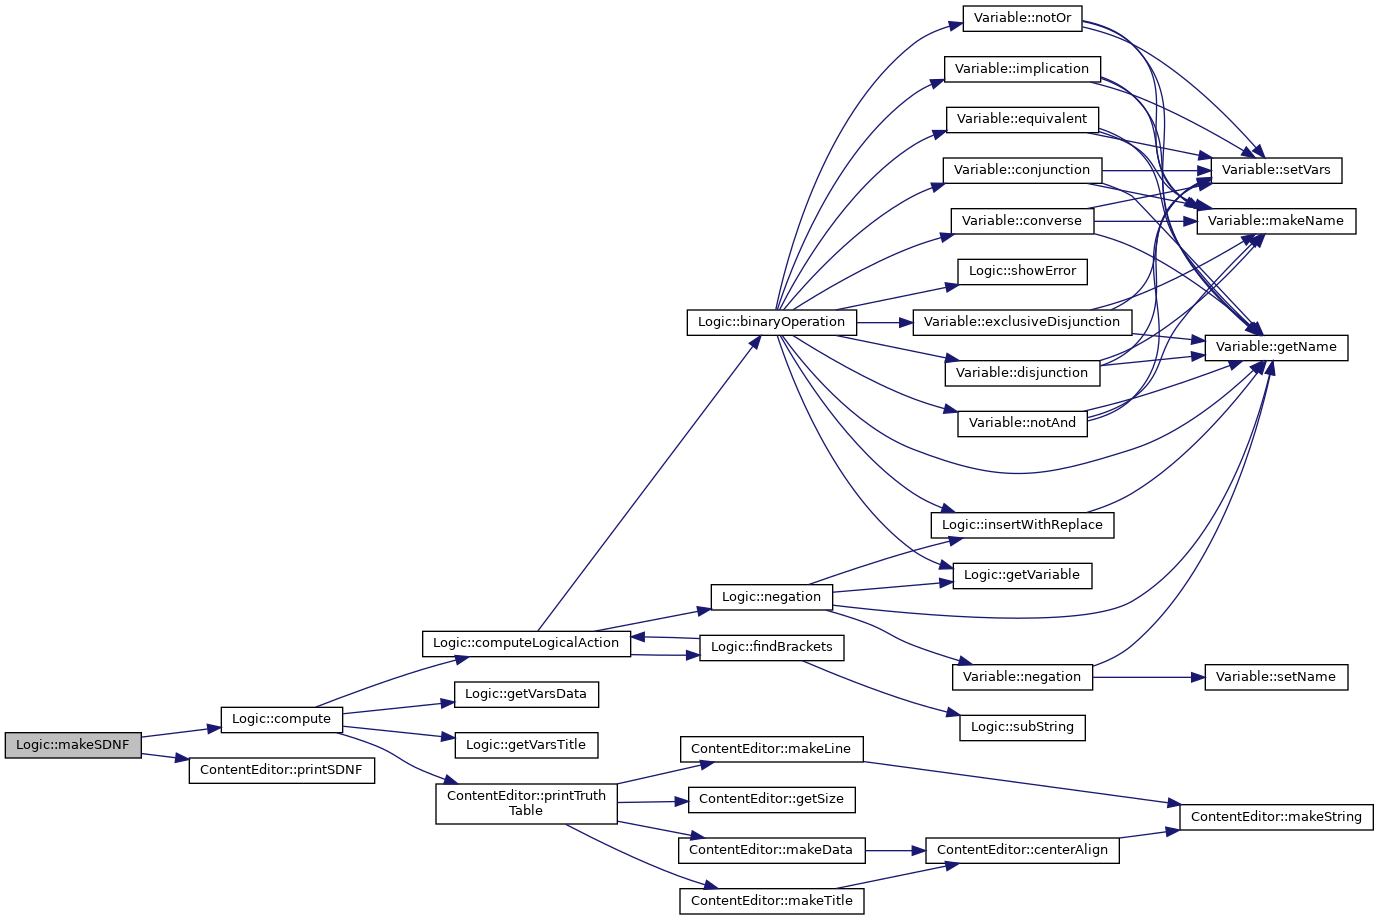 Variable::notOr
Variable::implication
Variable::equivalent
Variable::conjunction
Variable::setVars
Variable::converse
Variable::makeName
Logic::showError
Logic::binaryOperation
Variable::exclusiveDisjunction
Variable::getName
Variable::disjunction
Variable::notAnd
Logic::insertWithReplace
Logic::getVariable
Logic::negation
Logic::computeLogicalAction
Logic::findBrackets
Variable::negation
Variable::setName
Logic::getVarsData
Logic::compute
Logic::subString
Logic::makeSDNF
Logic::getVarsTitle
ContentEditor::makeLine
ContentEditor::printSDNF
ContentEditor::printTruth
Table
ContentEditor::getSize
ContentEditor::makeString
ContentEditor::makeData
ContentEditor::centerAlign
ContentEditor::makeTitle